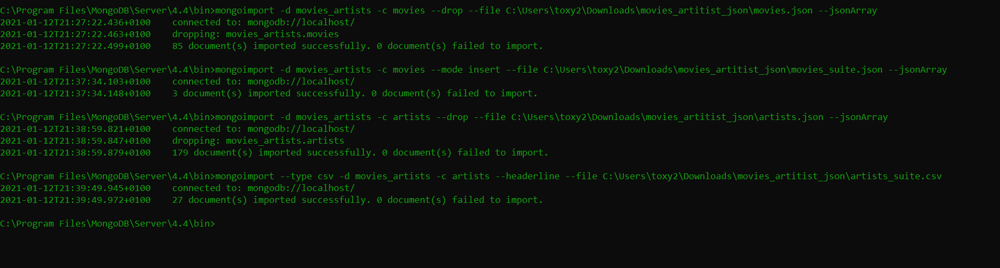 C:\Program Files\MongoDB\Server\4.4\bin>mongoimport -d movies_artists -c movies --drop --file C:\Users\toxy2\Downloads\movies_artitist_json\movies.json --jsonArray
2021-01-12T21:27:22.436+0100    connected to: mongodb://localhost/
2021-01-12T21:27:22.463+0100    dropping: movies_artists.movies
2021-01-12T21:27:22.499+0100    85 document(s) imported successfully. 0 document(s) failed to import.
C:\Program Files\MongoDB\Server\4.4\bin>mongoimport -d movies_artists -c movies --mode insert --file C:\Users\toxy2\Downloads\movies_artitist_json\movies_suite.json --jsonArray
2021-01-12T21:37:34.103+0100    connected to: mongodb://localhost/
2021-01-12T21:37:34.148+0100    3 document(s) imported successfully. 0 document(s) failed to import.
C:\Program Files\MongoDB\Server\4.4\bin>mongoimport -d movies_artists -c artists --drop --file C:\Users\toxy2\Downloads\movies_artitist_json\artists.json --jsonArray
2021-01-12T21:38:59.821+0100    connected to: mongodb://localhost/
2021-01-12T21:38:59.847+0100    dropping: movies_artists.artists
2021-01-12T21:38:59.879+0100    179 document(s) imported successfully. 0 document(s) failed to import.
C:\Program Files\MongoDB\Server\4.4\bin>mongoimport --type csv -d movies_artists -c artists --headerline --file C:\Users\toxy2\Downloads\movies_artitist_json\artists_suite.csv
2021-01-12T21:39:49.945+0100    connected to: mongodb://localhost/
2021-01-12T21:39:49.972+0100    27 document(s) imported successfully. 0 document(s) failed to import.
C:\Program Files\MongoDB\Server\4.4\bin>